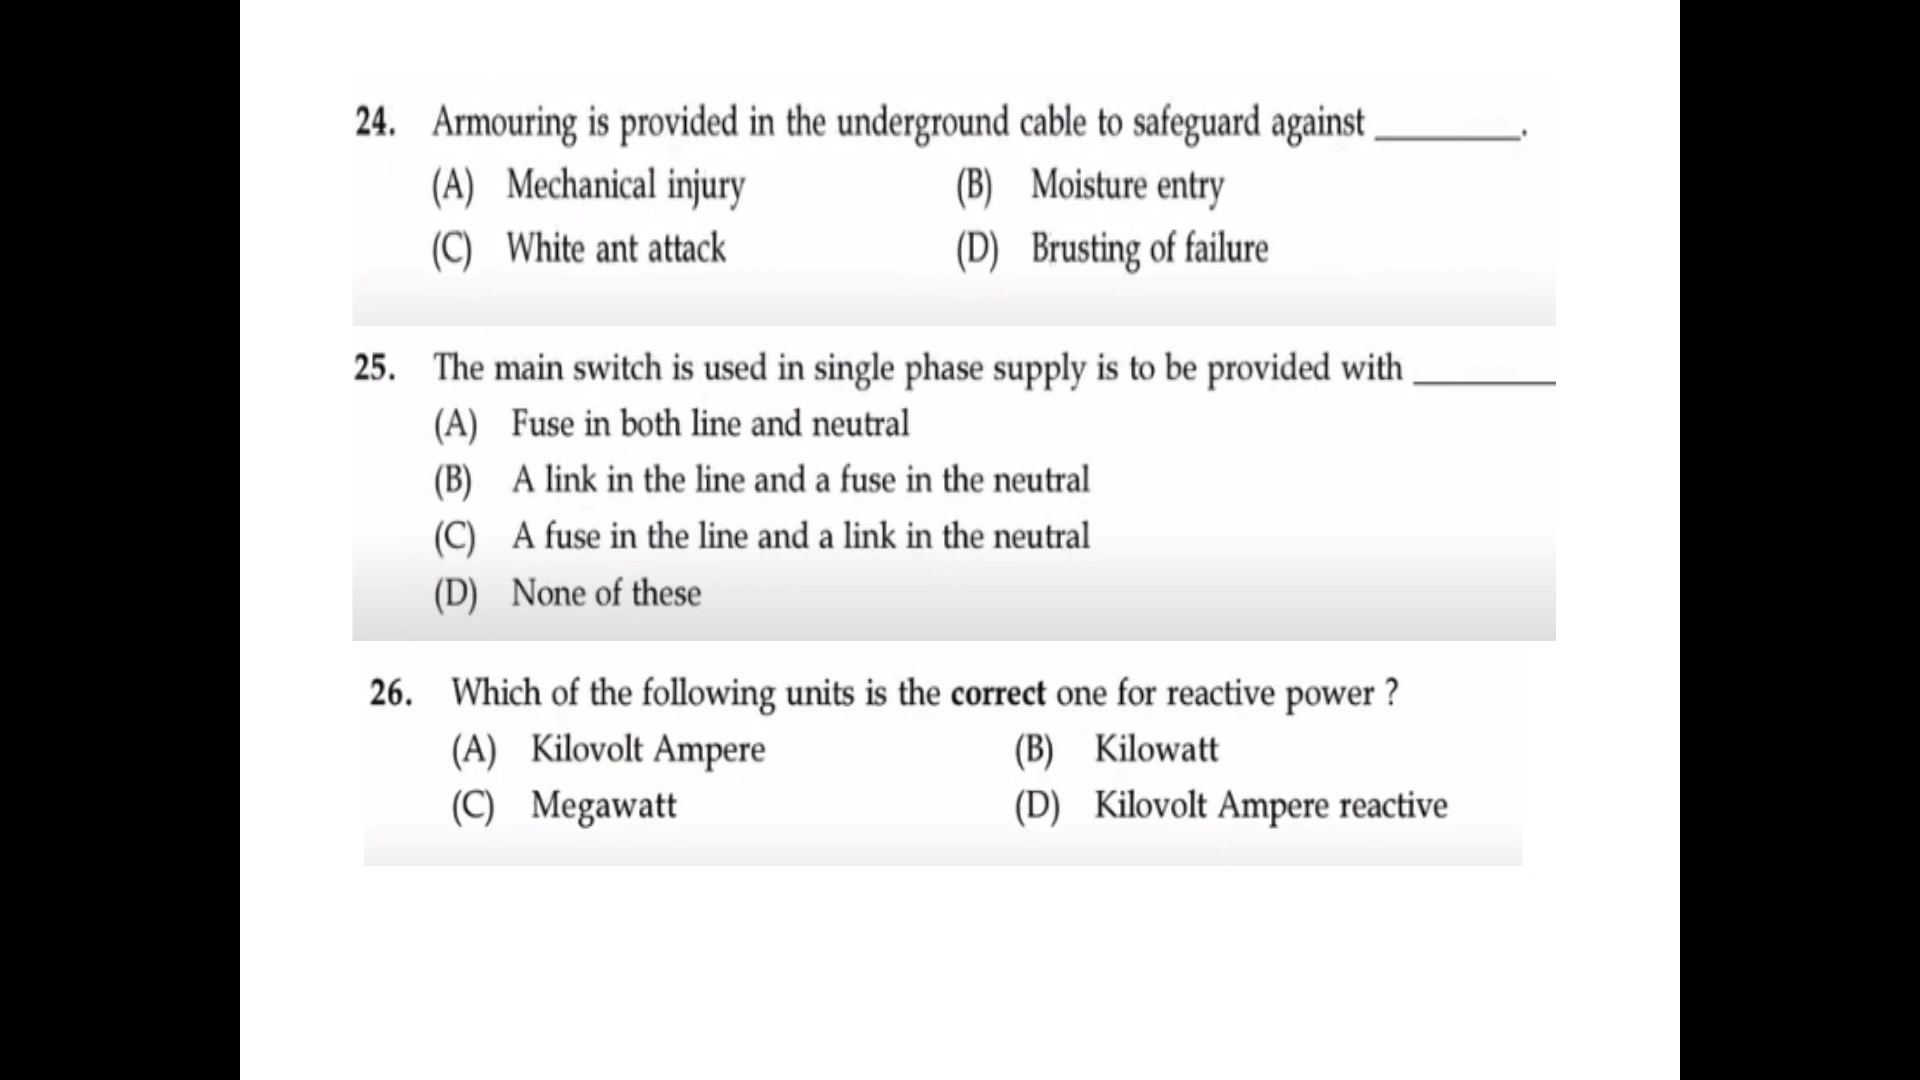 24. Armouring is provided in the underground cable to safeguard against ________.
(A) Mechanical injury (B) Moisture entry
(C) White ant attack (D) Brusting of failure
25. The main switch is used in single phase supply is to be provided with ________
(A) Fuse in both line and neutral
(B) A link in the line and a fuse in the neutral
(C) A fuse in the line and a link in the neutral
(D) None of these
26. Which of the following units is the correct one for reactive power ?
(A) Kilovolt Ampere (B) Kilowatt
(C) Megawatt (D) Kilovolt Ampere reactive